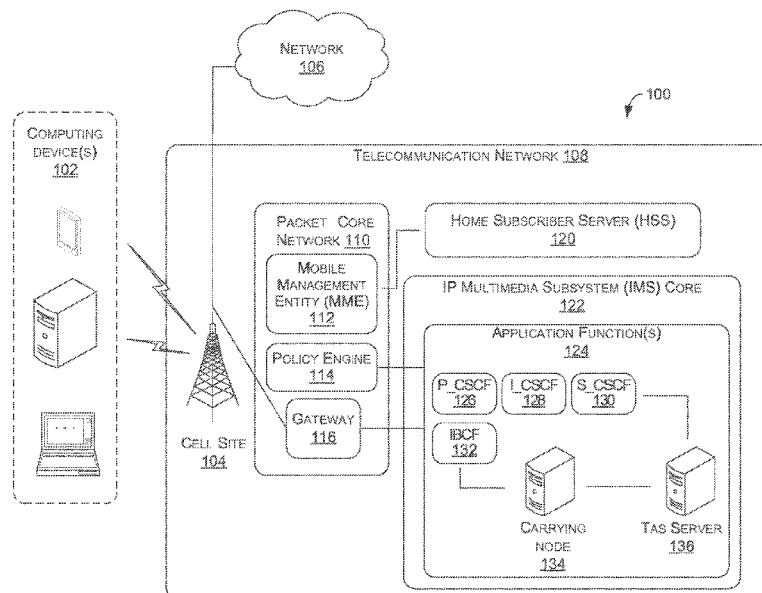 NETWORK
106
100
COMPUTING
DEVICE(S)
102
TELECOMMUNICATION NETWORK 108
PACKET CORE
NETWORK 110
HOME SUBSCRIBER SERVER (HSS)
120
MOBILE
MANAGEMENT
ENTITY (MME)
112
IP MULTIMEDIA SUBSYSTEM (IMS) CORE
122
APPLICATION FUNCTION(S)
124
POLICY ENGINE
114
P_CSCF
126
I_CSCF
128
S_CSCF
130
GATEWAY
116
IBCF
132
CELL SITE
104
CARRYING
NODE
134
TAS SERVER
136